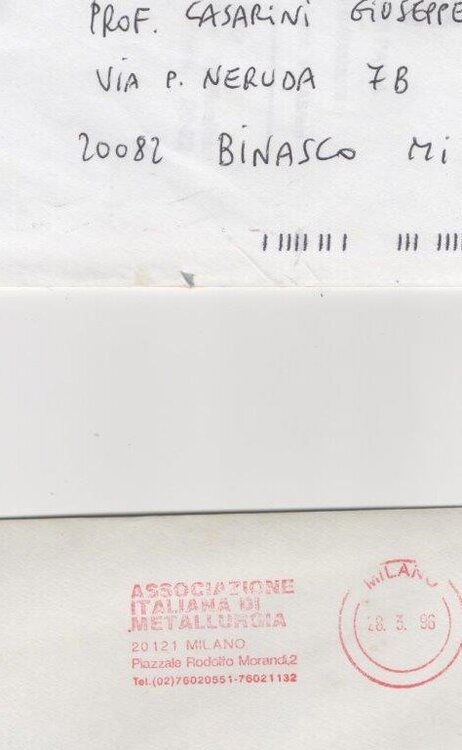 PROF. CASARINI GIUSEPPE
VIA P. NERUDA 7B
20082 BINASCO MI
ASSOCIAZIONE
ITALIANA DI
METALLURGIA
20121 MILANO
Piazzale Rodolfo Morandi,2
Tel.(02)76020551-76021132
MILANO
28. 3. 96